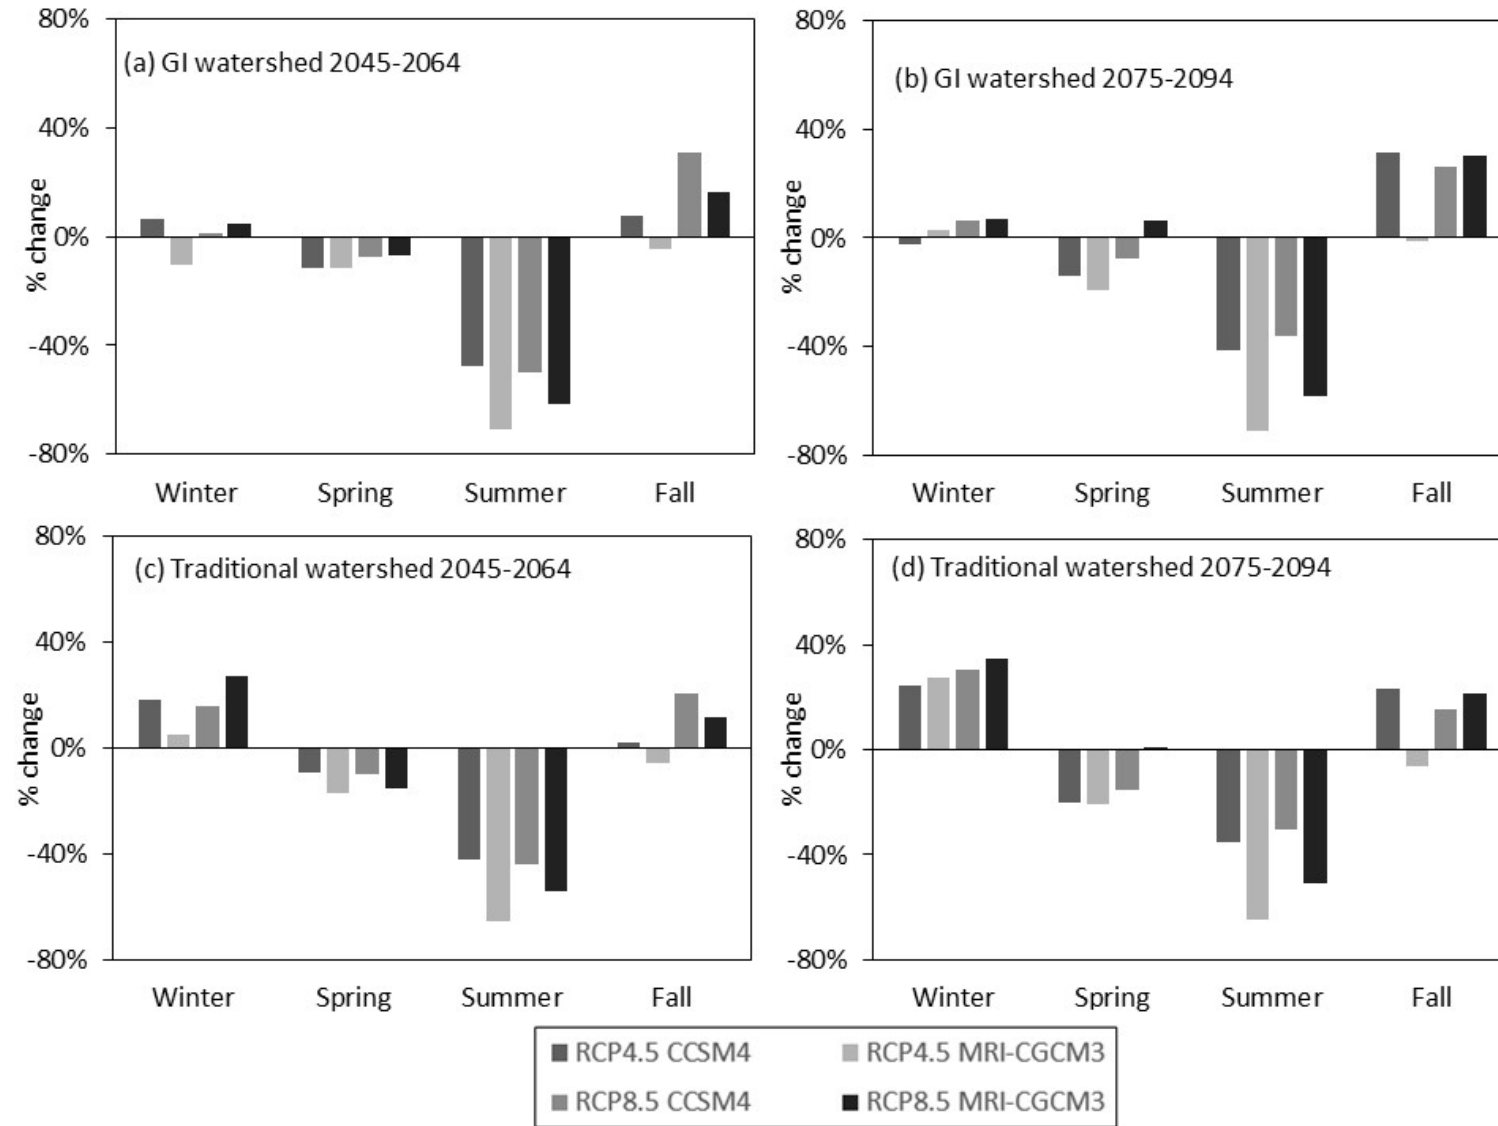 80%
(a) GI watershed 2045-2064
40%
0%
-40%
-80%
% change
Winter Spring Summer Fall
80%
(b) GI watershed 2075-2094
40%
0%
-40%
-80%
% change
Winter Spring Summer Fall
80%
(c) Traditional watershed 2045-2064
40%
0%
-40%
-80%
% change
Winter Spring Summer Fall
80%
(d) Traditional watershed 2075-2094
40%
0%
-40%
-80%
% change
Winter Spring Summer Fall
RCP4.5 CCSM4 RCP4.5 MRI-CGCM3
RCP8.5 CCSM4 RCP8.5 MRI-CGCM3